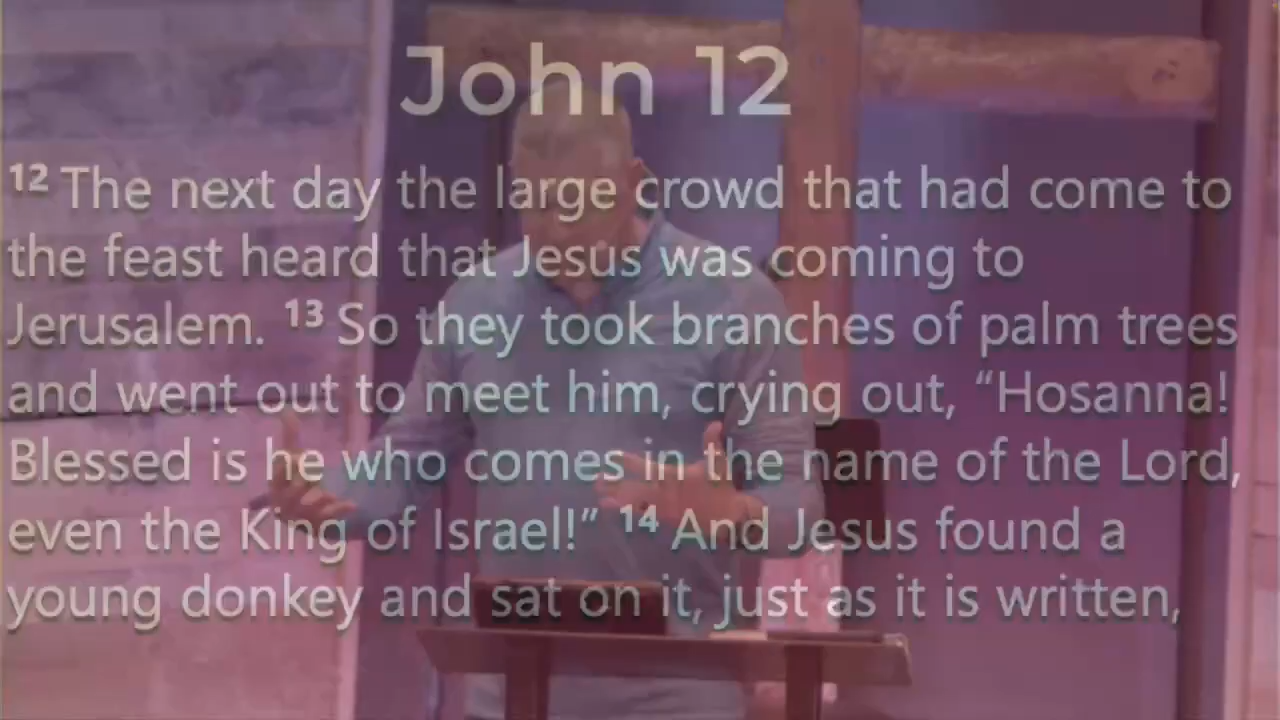 John 12
12 The next day the large crowd that had come to
the feast heard that Jesus was coming to
Jerusalem. 13 So they took branches of palm trees
and went out to meet him, crying out, “Hosanna!
Blessed is he who comes in the name of the Lord,
even the King of Israel!” 14 And Jesus found a
young donkey and sat on it, just as it is written,